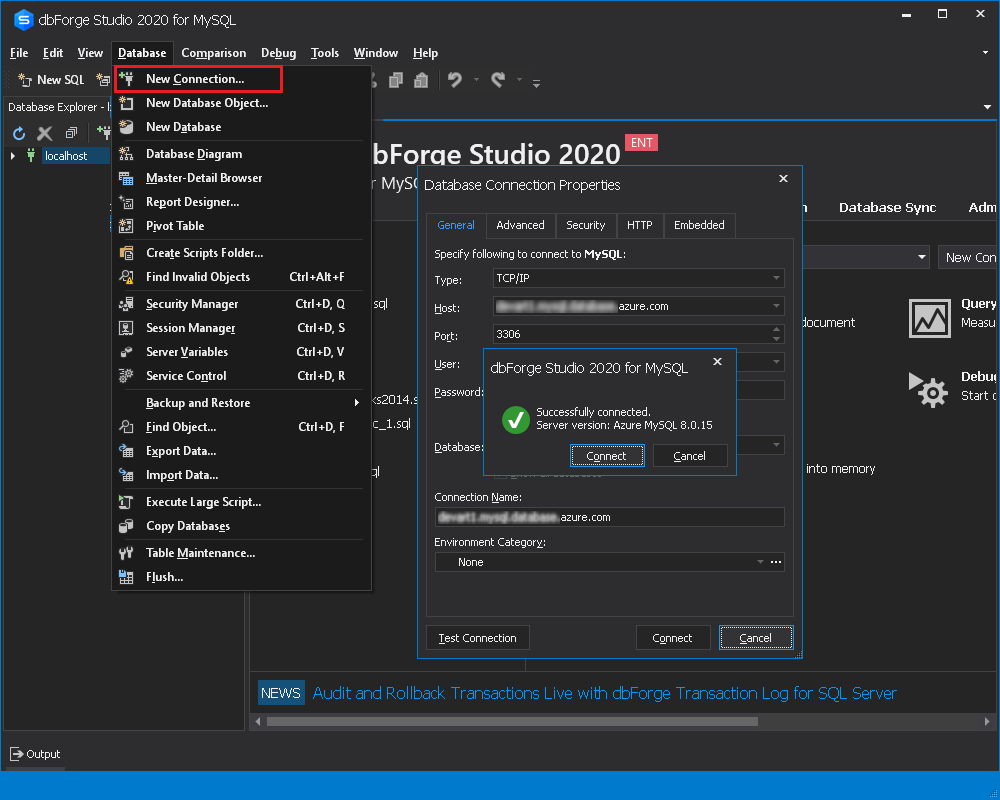 dbForge Studio 2020 for MySQL
File Edit View Database Comparison Debug Tools Window Help
New SQL
Database Explorer -
localhost
New Connection...
New Database Object...
New Database
Database Diagram
Master-Detail Browser
Report Designer...
Pivot Table
Create Scripts Folder...
Find Invalid Objects Ctrl+Alt+F
Security Manager Ctrl+D, Q
Session Manager Ctrl+D, S
Server Variables Ctrl+D, V
Service Control Ctrl+D, R
Backup and Restore
Find Object... Ctrl+D, F
Export Data...
Import Data...
Execute Large Script...
Copy Databases
Table Maintenance...
Flush...
bForge Studio 2020 ENT
or MySQ
Database Sync Adm
New Con
ql
ks2014.s
c_1.sql
ql
ocument
into memory
Query
Measu
Debug
Start d
Database Connection Properties
General Advanced Security HTTP Embedded
Specify following to connect to MySQL:
Type: TCP/IP
Host: .azure.com
Port: 3306
User:
Password:
Database:
dbForge Studio 2020 for MySQL
Successfully connected.
Server version: Azure MySQL 8.0.15
Connect Cancel
Connection Name:
.azure.com
Environment Category:
None
Test Connection Connect Cancel
NEWS Audit and Rollback Transactions Live with dbForge Transaction Log for SQL Server
Output